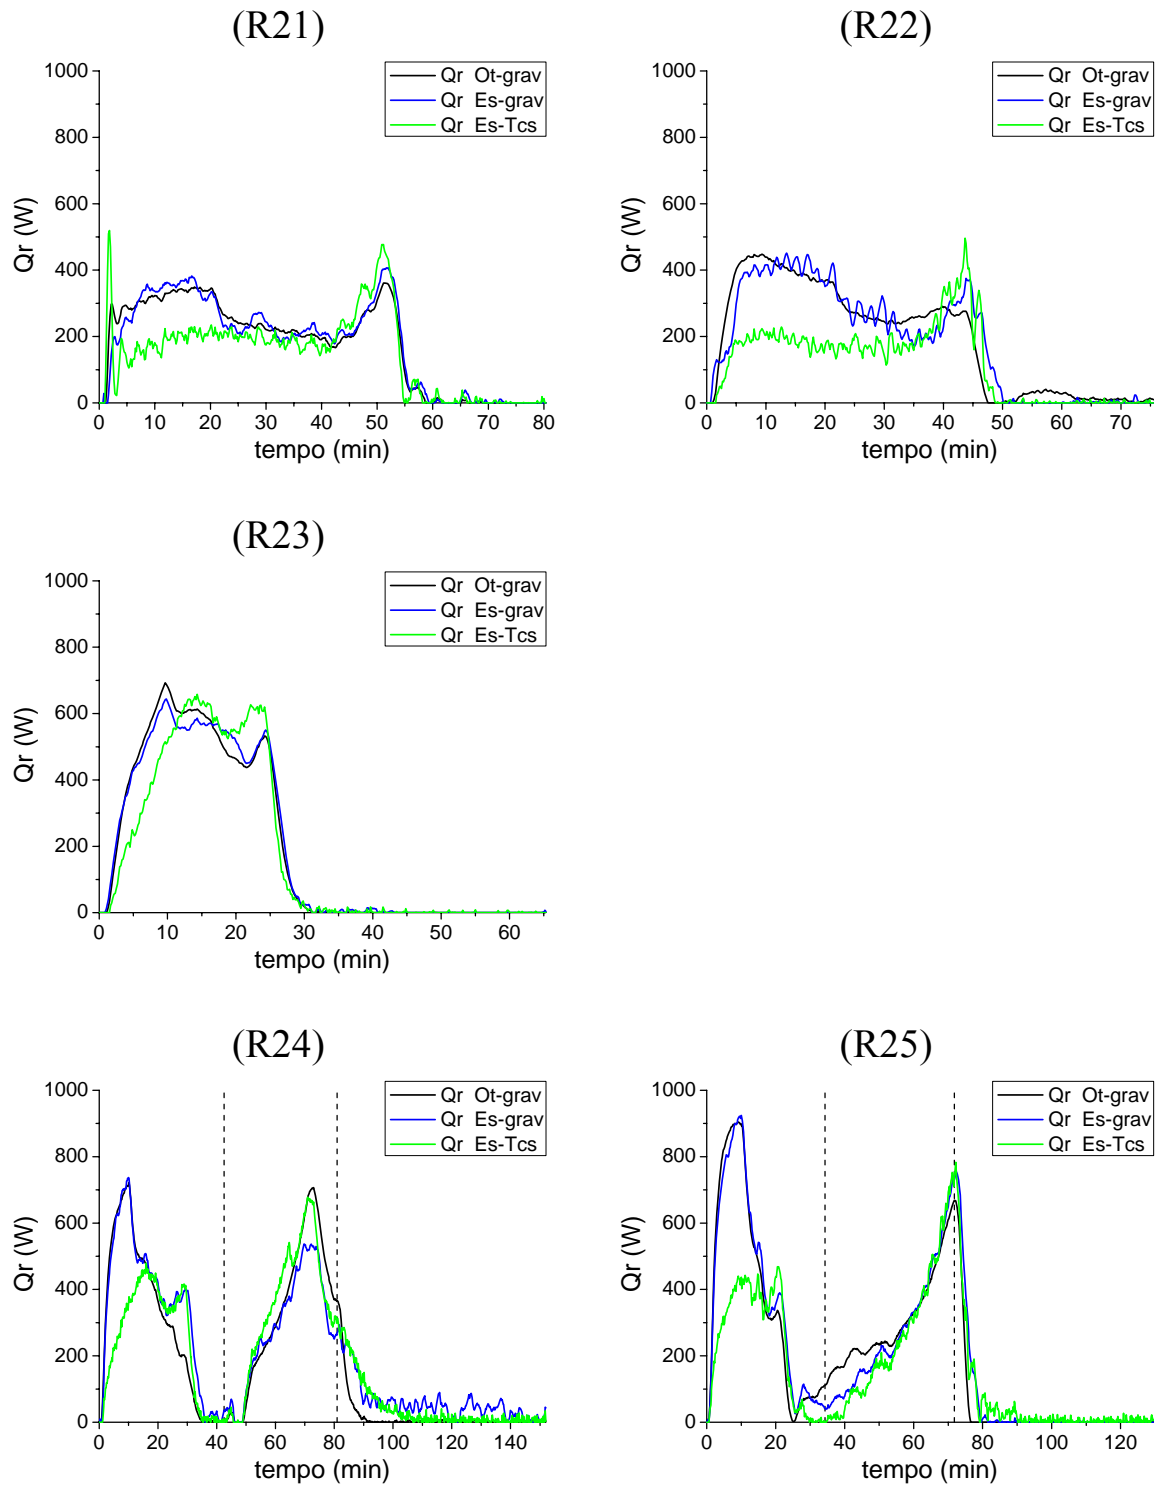 (R21)
1000
800
600
400
200
0
Qr (W)
Qr Ot-grav
Qr Es-grav
Qr Es-Tcs
0 10 20 30 40 50 60 70 80
tempo (min)
(R22)
1000
800
600
400
200
0
Qr (W)
Qr Ot-grav
Qr Es-grav
Qr Es-Tcs
0 10 20 30 40 50 60 70
tempo (min)
(R23)
1000
800
600
400
200
0
Qr (W)
Qr Ot-grav
Qr Es-grav
Qr Es-Tcs
0 10 20 30 40 50 60
tempo (min)
(R24)
1000
800
600
400
200
0
Qr (W)
Qr Ot-grav
Qr Es-grav
Qr Es-Tcs
0 20 40 60 80 100 120 140
tempo (min)
(R25)
1000
800
600
400
200
0
Qr (W)
Qr Ot-grav
Qr Es-grav
Qr Es-Tcs
0 20 40 60 80 100 120
tempo (min)